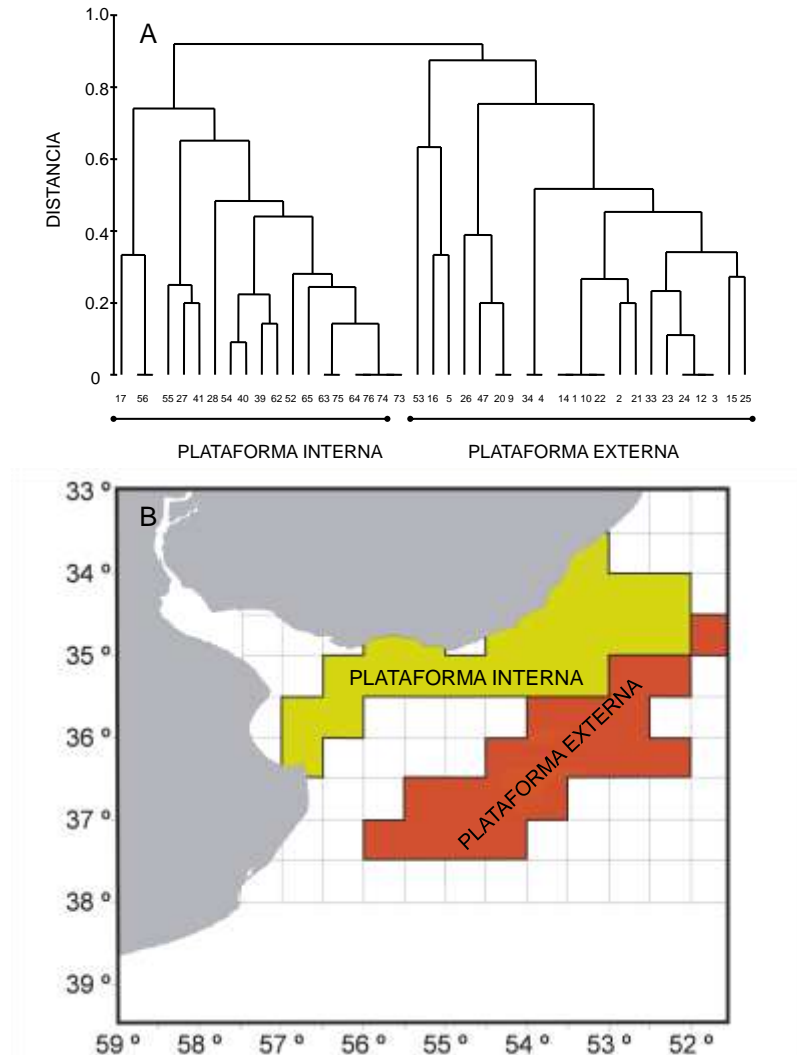 A
1.0
0.8
0.6
0.4
0.2
0
DISTANCIA
17 56 55 27 41 28 54 40 39 62 52 65 63 75 64 76 74 73 53 16 5 26 47 20 9 34 4 14 1 10 22 2 21 33 23 24 12 3 15 25
PLATAFORMA INTERNA PLATAFORMA EXTERNA
B
33 º
34 º
35 º
36 º
37 º
38 º
39 º
PLATAFORMA INTERNA
PLATAFORMA EXTERNA
59 º 58 º 57 º 56 º 55 º 54 º 53 º 52 º